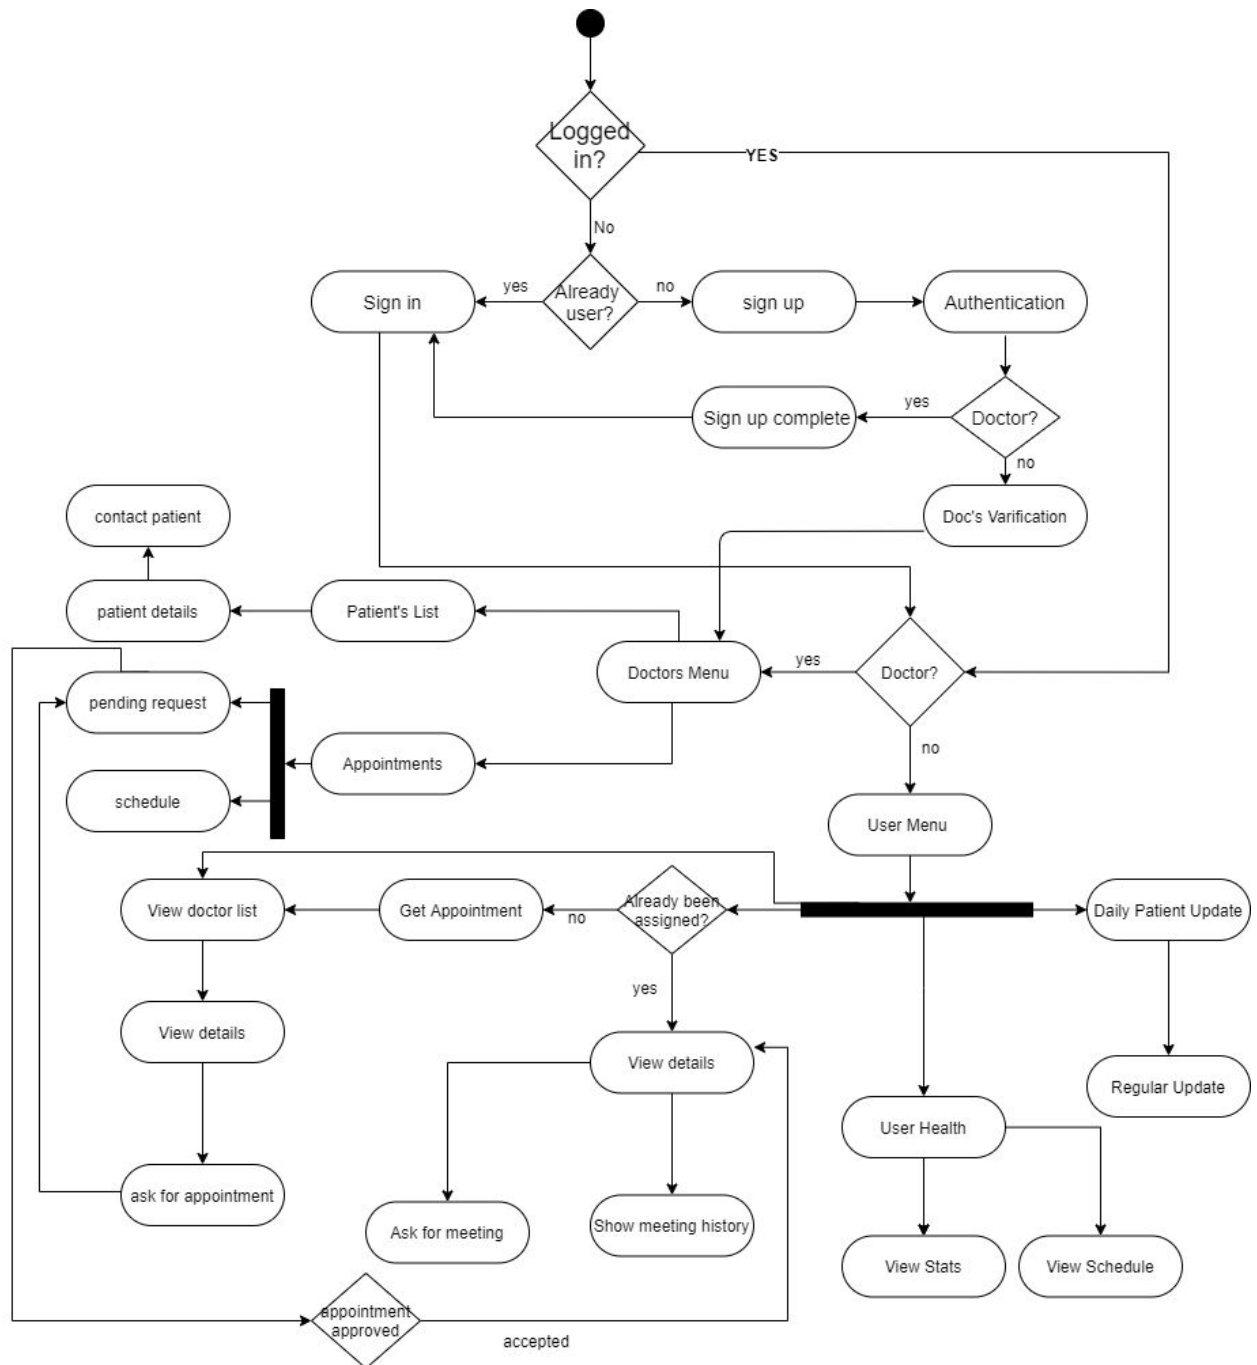 Logged
in?
YES
No
Sign in
yes
Already
user?
no
sign up
Authentication
Sign up complete
yes
Doctor?
no
contact patient
Doc's Varification
patient details
Patient's List
Doctors Menu
yes
Doctor?
pending request
no
Appointments
schedule
User Menu
View doctor list
Get Appointment
no
Already been
assigned?
Daily Patient Update
yes
View details
View details
Regular Update
User Health
ask for appointment
Ask for meeting
Show meeting history
View Stats
View Schedule
appointment
approved
accepted